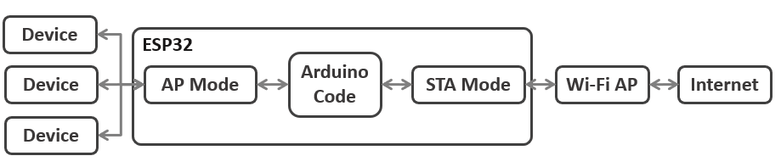 Device
Device
Device
ESP32
AP Mode
Arduino
Code
STA Mode
Wi-Fi AP
Internet